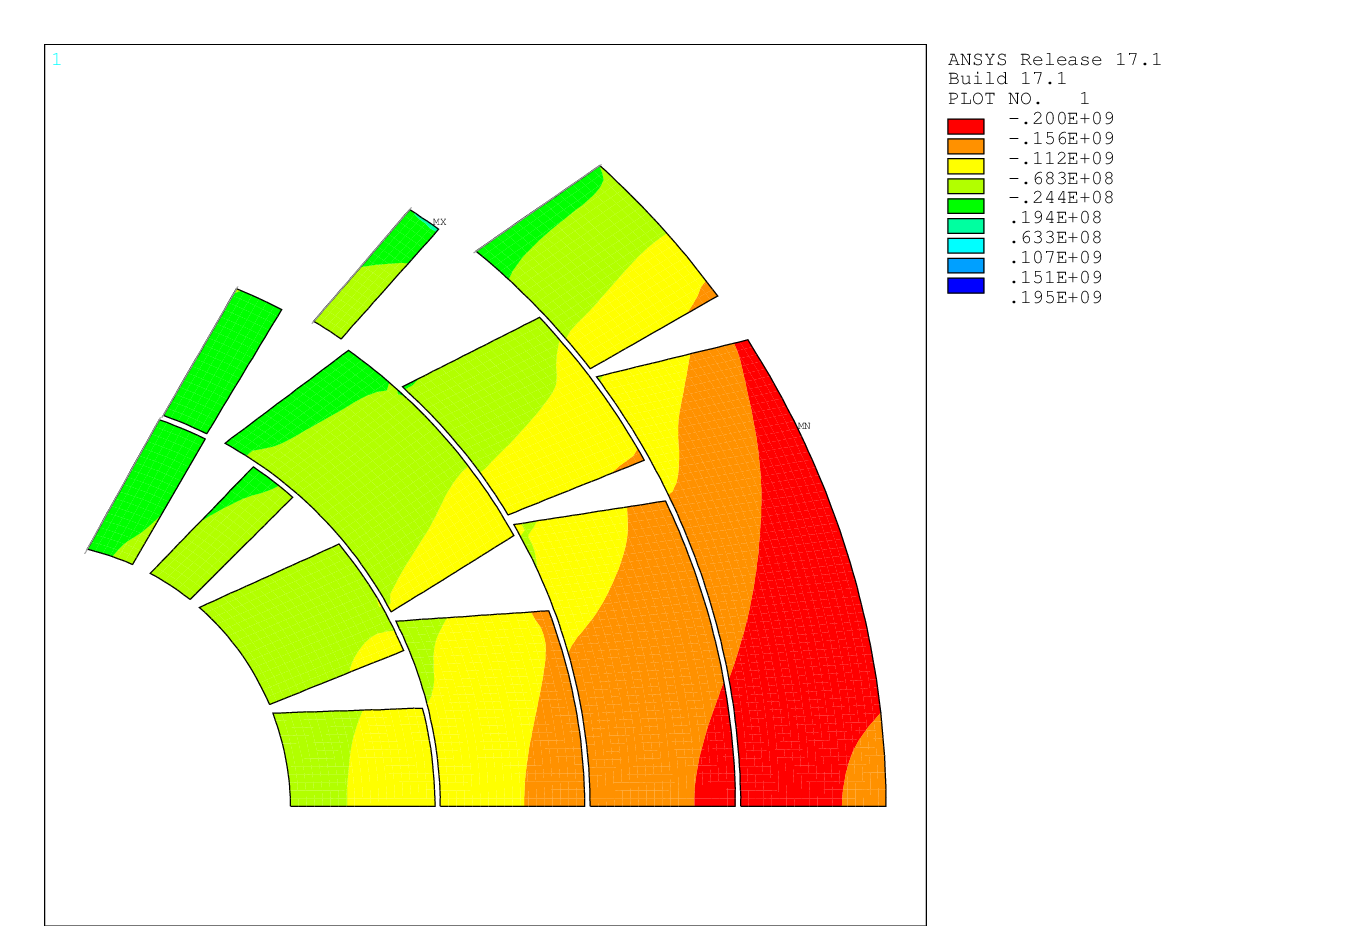 1
ANSYS Release 17.1
Build 17.1
PLOT NO. 1
-.200E+09
-.156E+09
-.112E+09
-.683E+08
-.244E+08
.194E+08
.633E+08
.107E+09
.151E+09
.195E+09
MX
MN